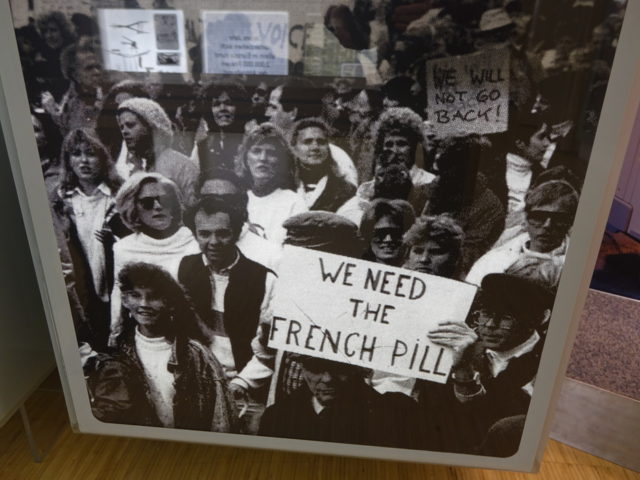 WE WILL
NOT GO
BACK!
WE NEED
THE
FRENCH PiLL